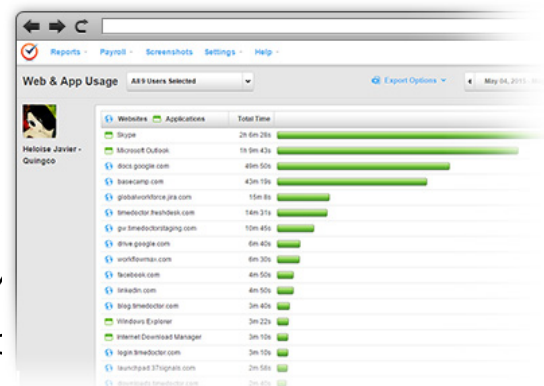 Reports Payroll Screenshots Settings Help
Web & App Usage All 9 Users Selected Export Options May 04, 2015
Websites Applications Total Time
Heloise Javier -
Quingco
Skype 2h 6m 28s
Microsoft Outlook 1h 9m 43s
docs.google.com 49m 50s
basecamp.com 43m 19s
globalworkforce.jira.com 15m 8s
timedoctor.freshdesk.com 14m 31s
gv.timedoctorstaging.com 10m 45s
drive.google.com 6m 40s
workflowmax.com 6m 30s
facebook.com 4m 50s
linkedin.com 4m 50s
blog.timedoctor.com 3m 40s
Windows Explorer 3m 22s
Internet Download Manager 3m 10s
login.timedoctor.com 3m 10s
launchpad.37signals.com 2m 58s
downloads.timedoctor.com